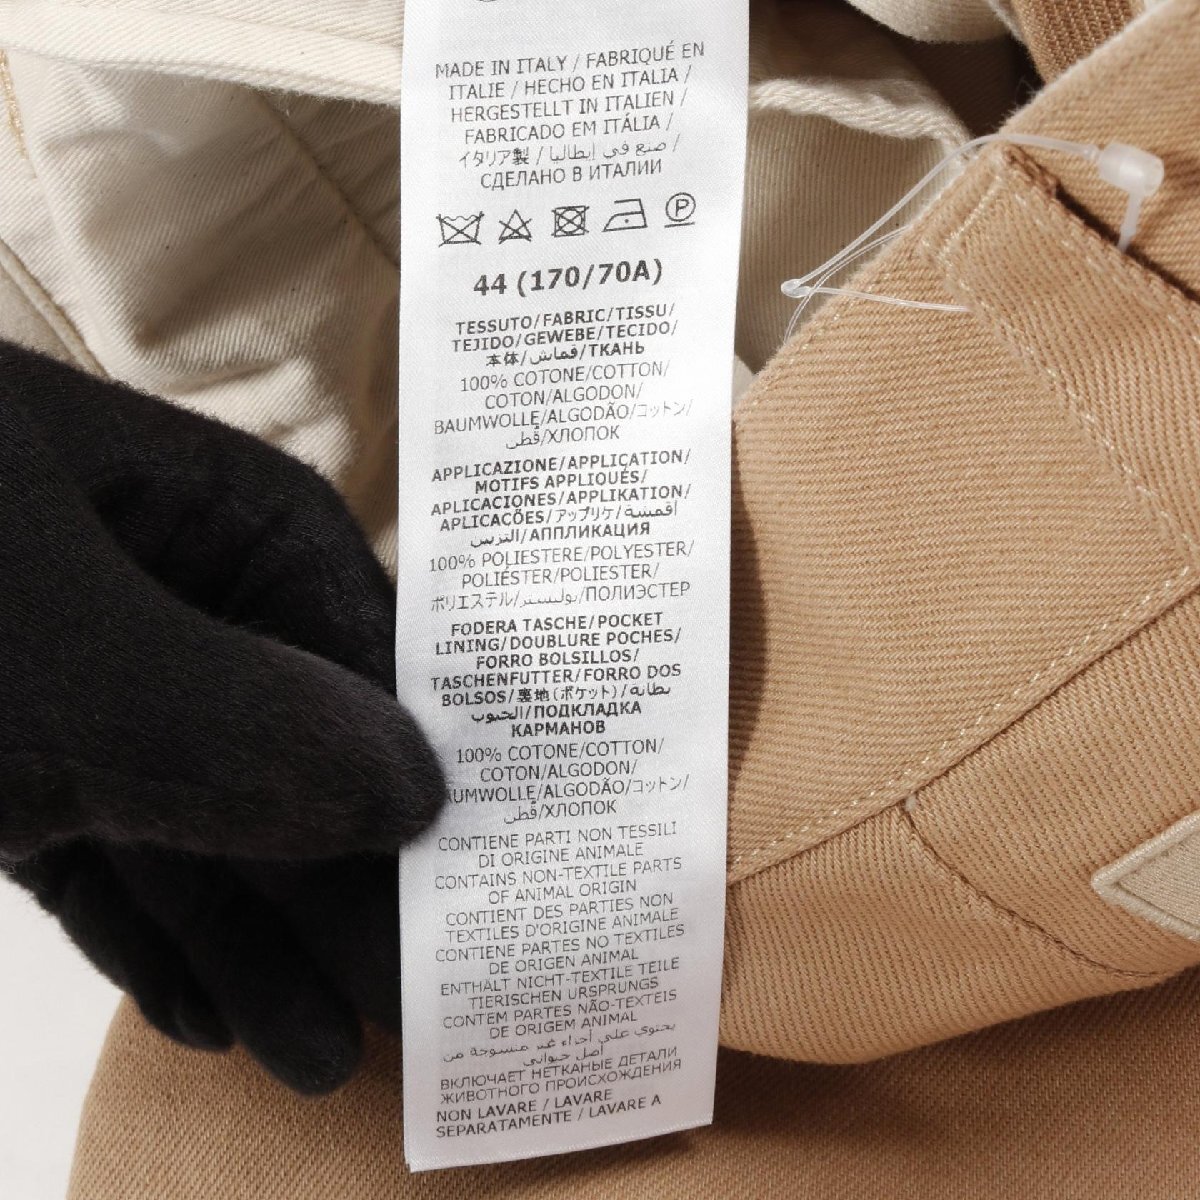 MADE IN ITALY / FABRIQUÉ EN
ITALIE / HECHO EN ITALIA /
HERGESTELLT IN ITALIEN /
FABRICADO EM ITÁLIA /
イタリア製 / صنع في إيطاليا /
СДЕЛАНО В ИТАЛИИ
P
44 (170/70A)
TESSUTO/FABRIC/TISSU/
TEJIDO/GEWEBE/TECIDO/
本体/قماش/ТКАНЬ
100% COTONE/COTTON/
COTON/ALGODON/
BAUMWOLLE/ALGODÃO/コットン/
قُطن/ХЛОПОК
APPLICAZIONE/APPLICATION/
MOTIFS APPLIQUÉS/
APLICACIONES/APPLIKATION/
APLICACÕES/アップリケ/أقمشة
التزيين/АППЛИКАЦИЯ
100% POLIESTERE/POLYESTER/
POLIÉSTER/POLIESTER/
ポリエステル/بوليستر/ПОЛИЭСТЕР
FODERA TASCHE/POCKET
LINING/DOUBLURE POCHES/
FORRO BOLSILLOS/
TASCHENFUTTER/FORRO DOS
BOLSOS/裏地(ポケット)/بطانة
الجيوب/ПОДКЛАДКА
КАРМАНОВ
100% COTONE/COTTON/
COTON/ALGODON/
AUMWOLLE/ALGODÃO/コットン/
قُطن/ХЛОПОК
CONTIENE PARTI NON TESSILI
DI ORIGINE ANIMALE
CONTAINS NON-TEXTILE PARTS
OF ANIMAL ORIGIN
CONTIENT DES PARTIES NON
TEXTILES D'ORIGINE ANIMALE
CONTIENE PARTES NO TEXTILES
DE ORIGEN ANIMAL
ENTHÄLT NICHT-TEXTILE TEILE
TIERISCHEN URSPRUNGS
CONTEM PARTES NÃO-TEXTEIS
DE ORIGEM ANIMAL
يحتوي على أجزاء غير منسوجة من
أصل حيواني
ВКЛЮЧАЕТ НЕТКАНЫЕ ДЕТАЛИ
ЖИВОТНОГО ПРОИСХОЖДЕНИЯ
NON LAVARE / LAVARE
SEPARATAMENTE / LAVARE A